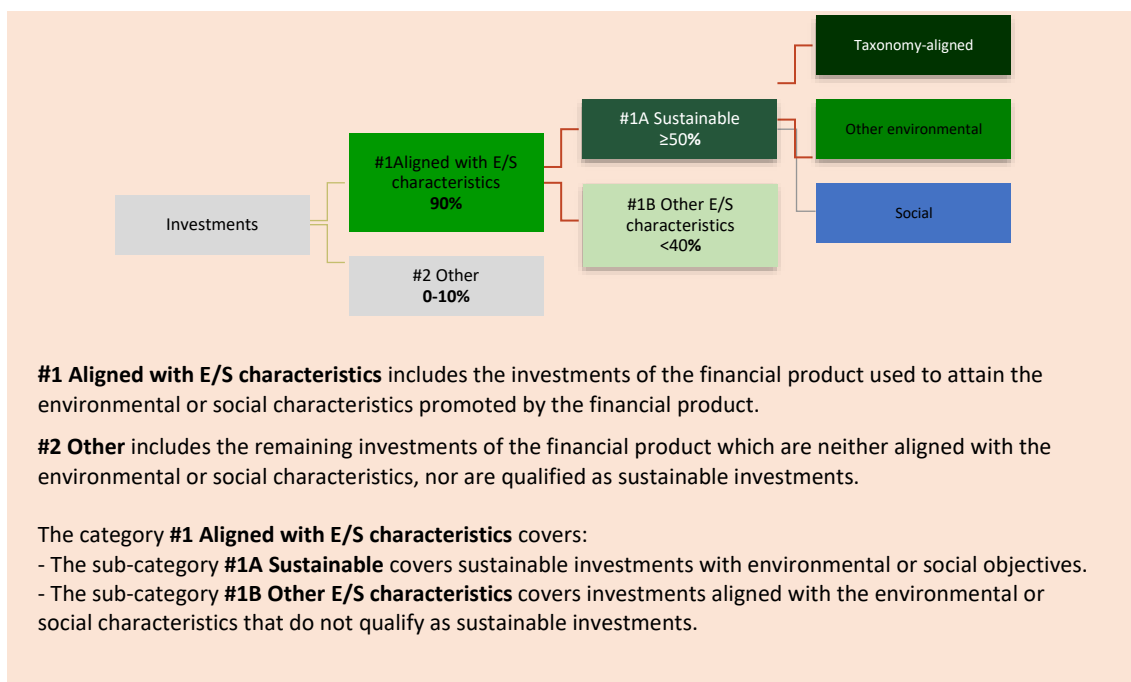 Taxonomy-aligned
#1A Sustainable
≥50%
Other environmental
#1Aligned with E/S
characteristics
90%
#1B Other E/S
characteristics
<40%
Social
Investments
#2 Other
0-10%
#1 Aligned with E/S characteristics includes the investments of the financial product used to attain the
environmental or social characteristics promoted by the financial product.
#2 Other includes the remaining investments of the financial product which are neither aligned with the
environmental or social characteristics, nor are qualified as sustainable investments.
The category #1 Aligned with E/S characteristics covers:
- The sub-category #1A Sustainable covers sustainable investments with environmental or social objectives.
- The sub-category #1B Other E/S characteristics covers investments aligned with the environmental or
social characteristics that do not qualify as sustainable investments.